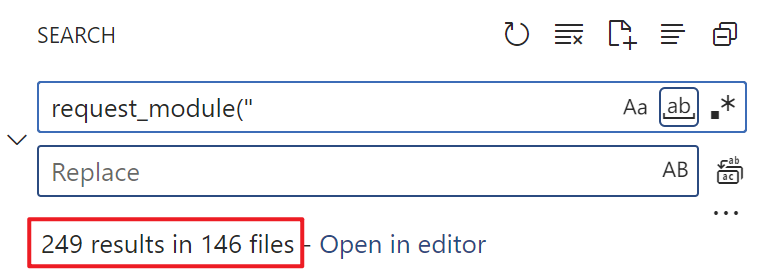 SEARCH
request_module(" Aa ab .*
Replace AB ab ac
249 results in 146 files - Open in editor